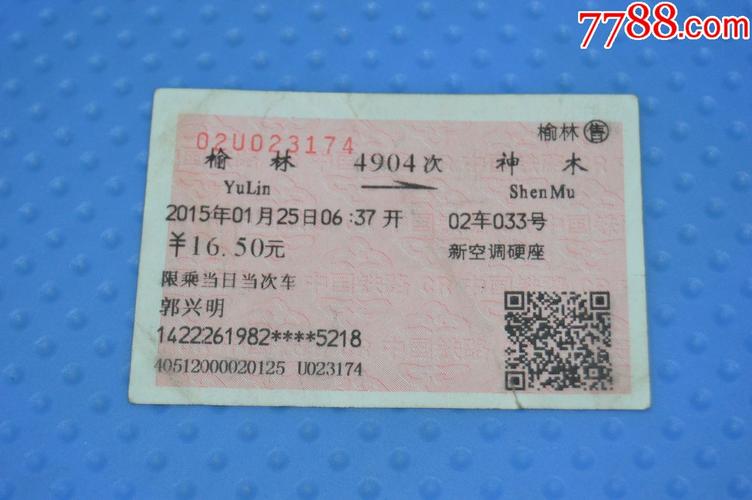 7788.com
02U023174
榆林㊝售
榆 林 4904次 神 木
YuLin ShenMu
2015年01月25日06:37开 02车033号
￥16.50元 新空调硬座
限乘当日当次车
郭兴明
1422261982****5218
40512000020125 U023174